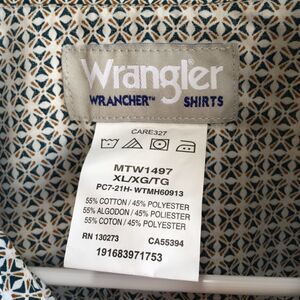 Wrangler
WRANCHER™ SHIRTS
CARE327
MTW1497
XL/XG/TG
PC7-21H- WTMH60913
55% COTTON / 45% POLYESTER
55% ALGODON / 45% POLIESTER
55% COTON / 45% POLYESTER
RN 130273 CA55394
191683971753